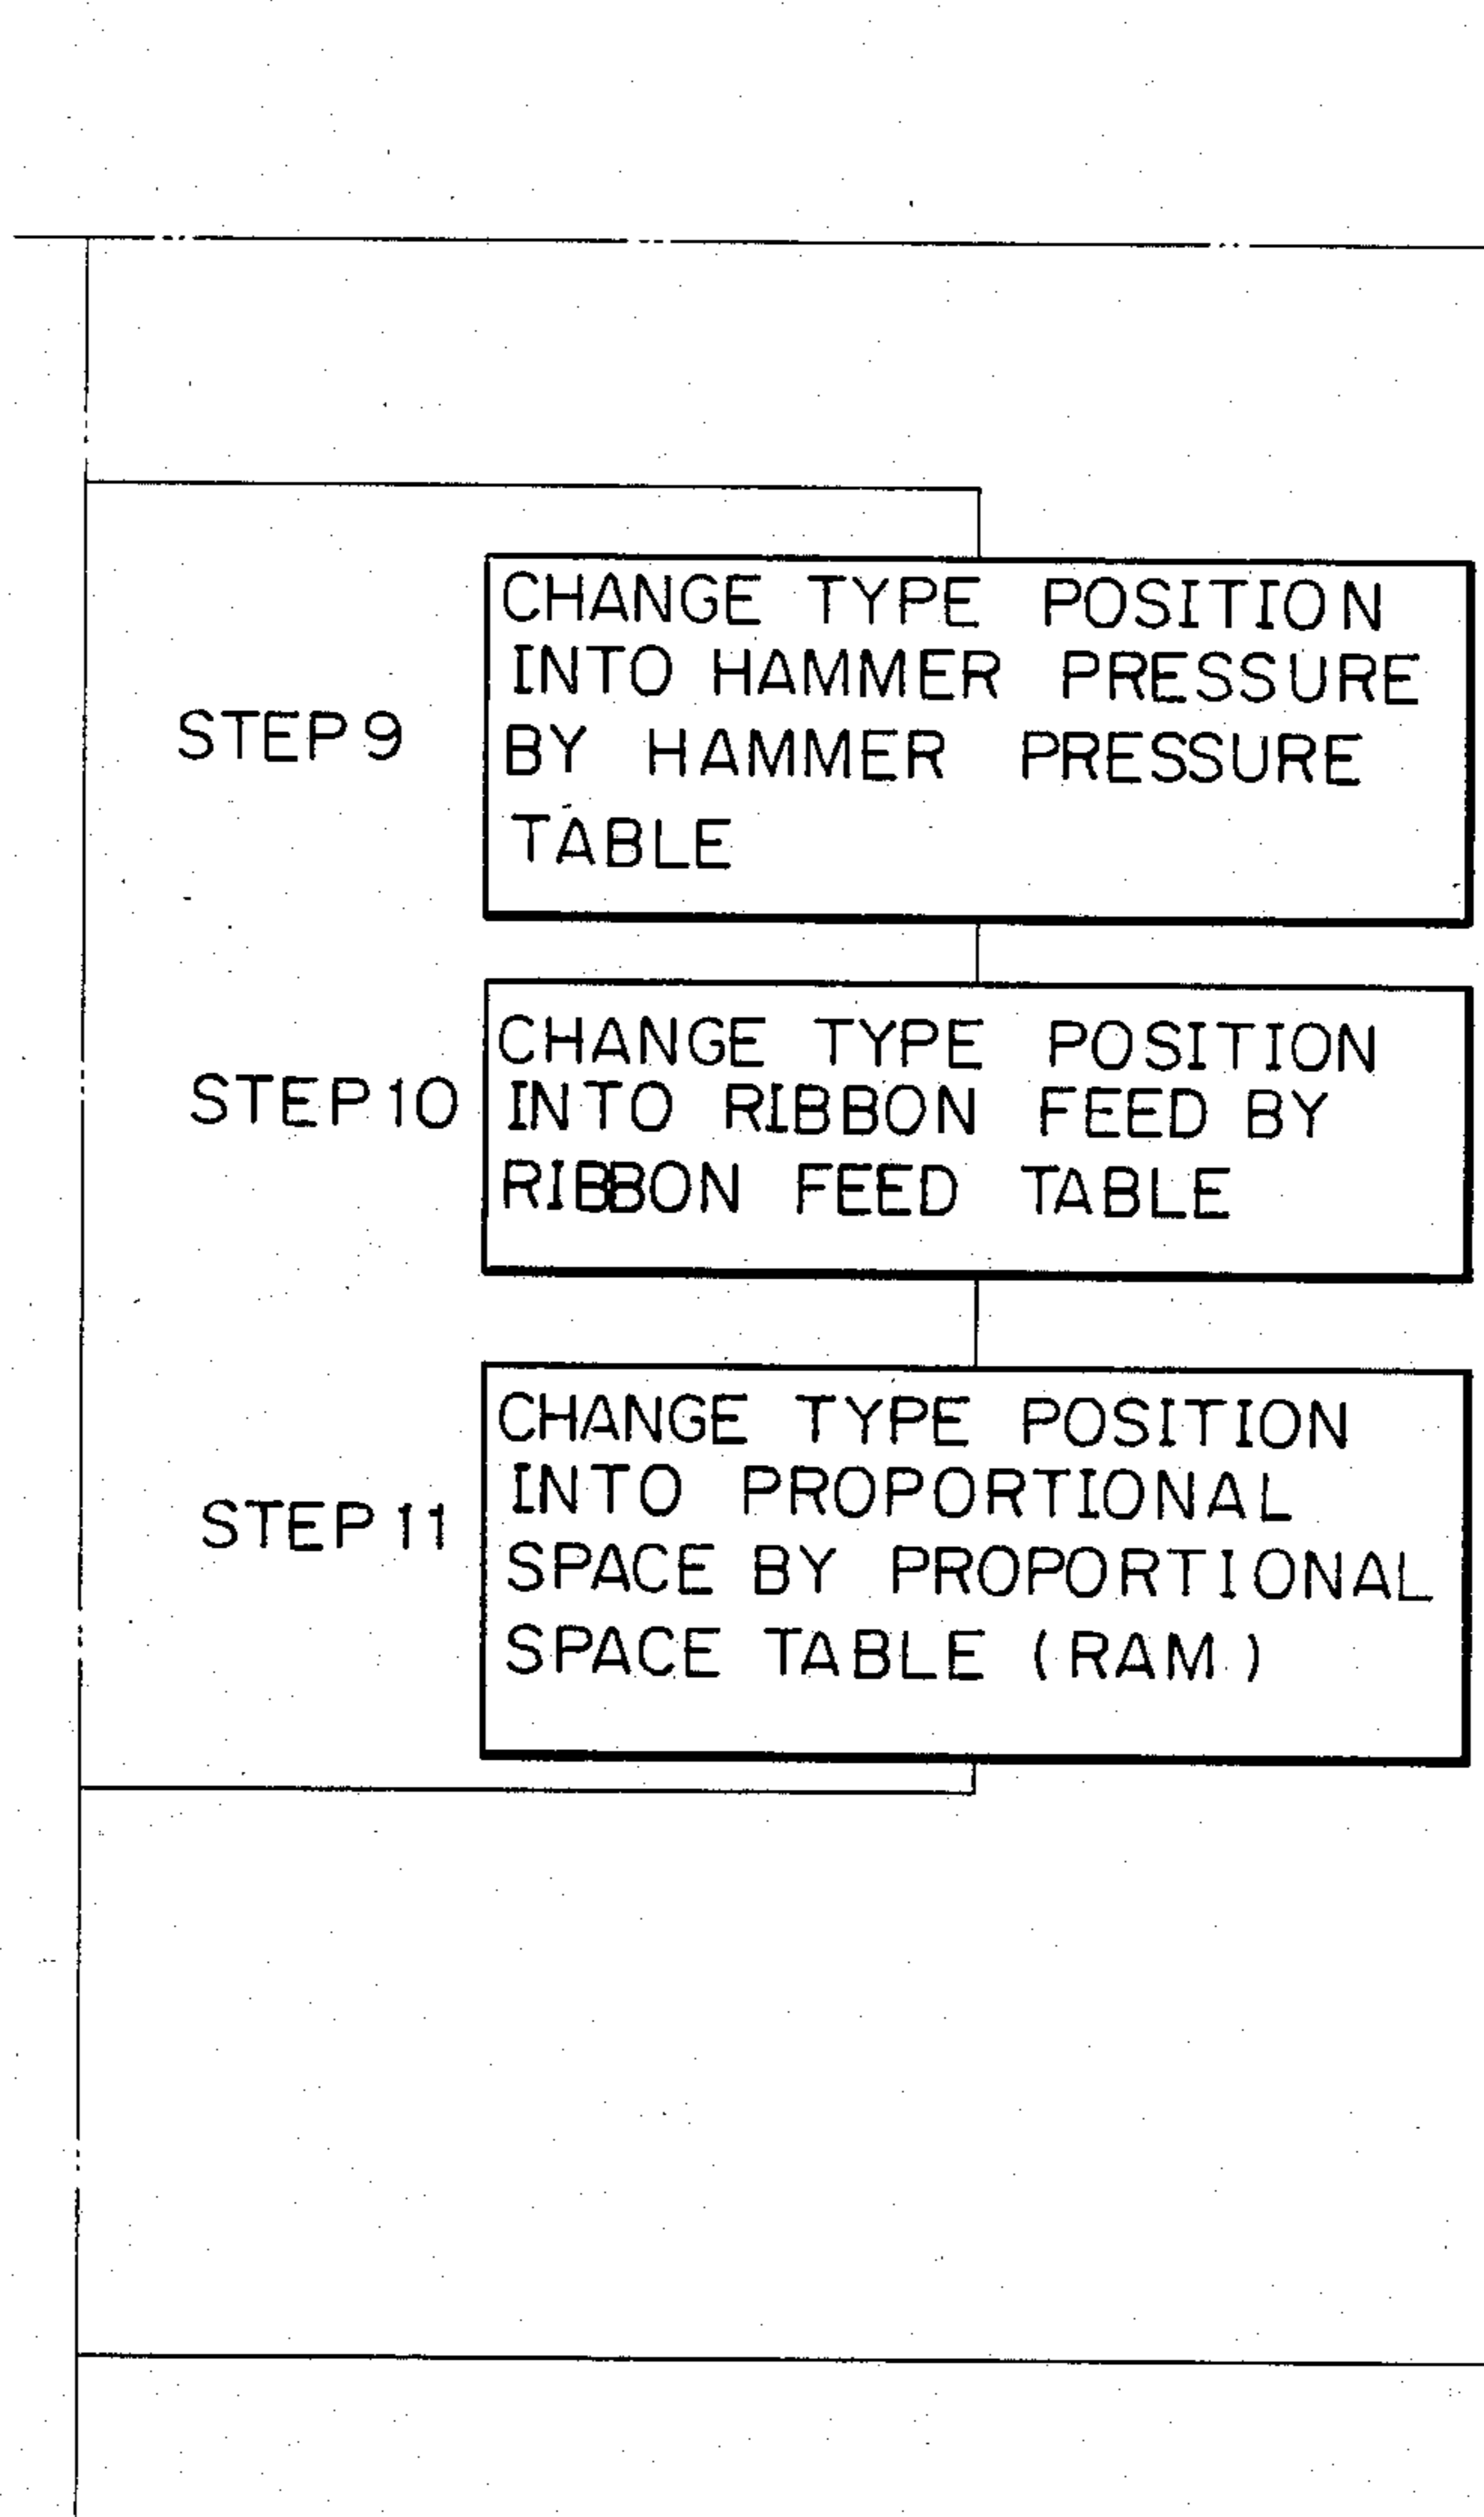 CHANGE TYPE POSITION
INTO HAMMER PRESSURE
STEP 9
BY HAMMER PRESSURE
TABLE
CHANGE TYPE POSITION
STEP 10
INTO RIBBON FEED BY
RIBBON FEED TABLE
CHANGE TYPE POSITION
INTO PROPORTIONAL
STEP 11
SPACE BY PROPORTIONAL
SPACE TABLE (RAM)